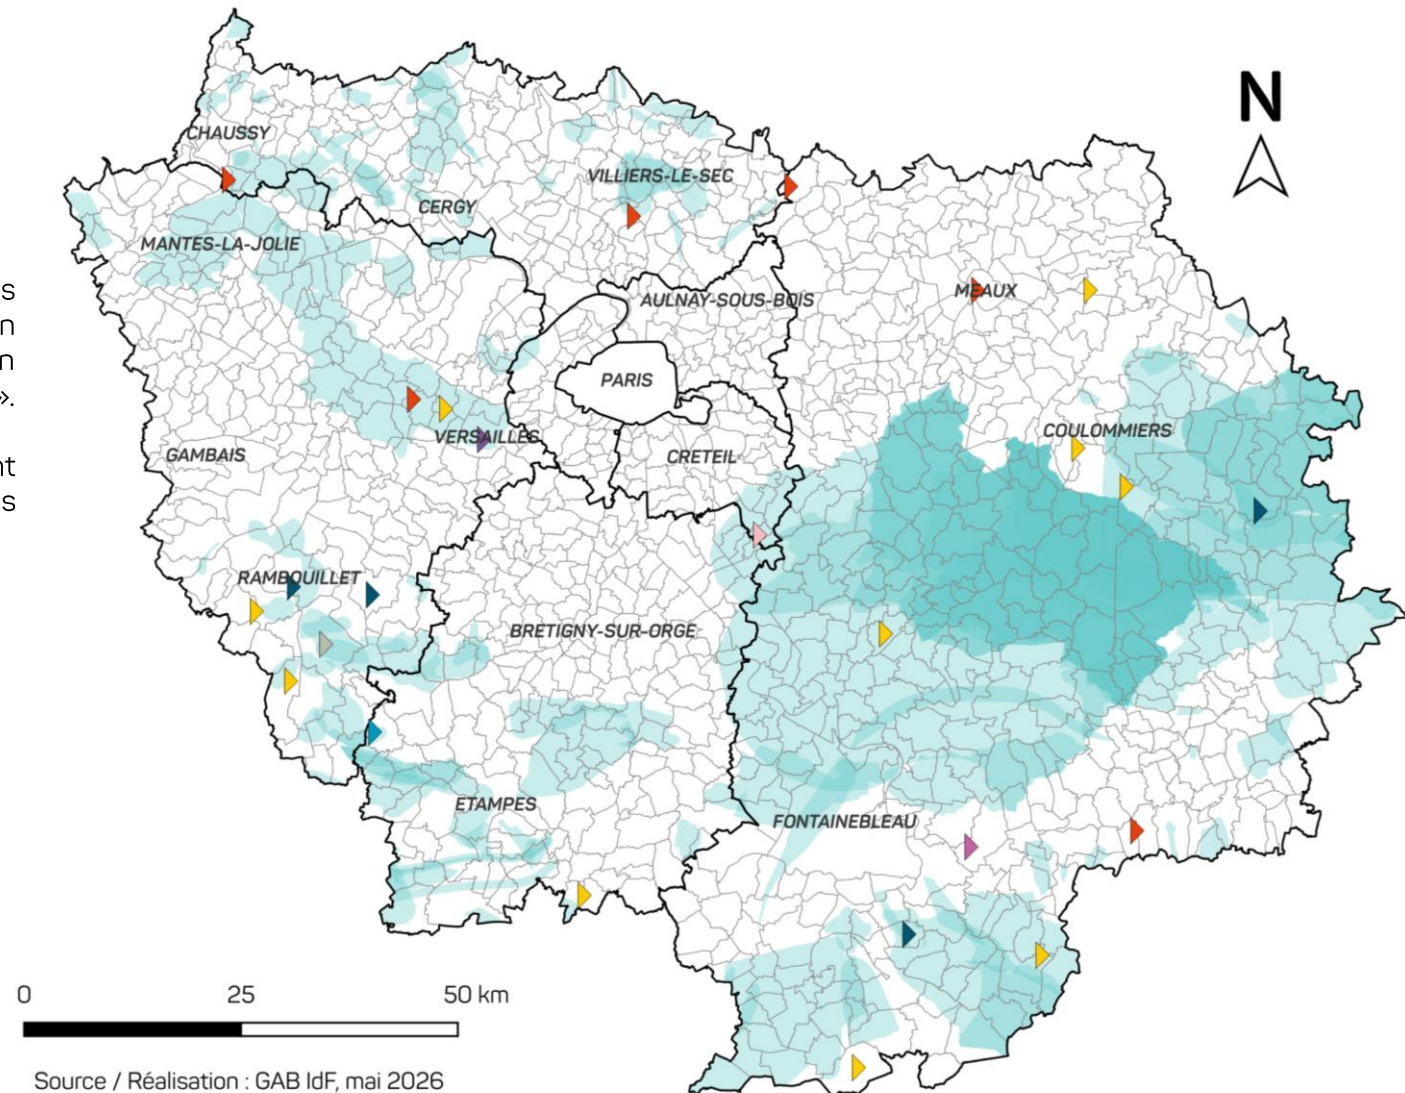 N
CHAUSSY
VILLIERS-LE-SEC
CERGY
MANTES-LA-JOLIE
s
n
n
».
nt
s
AULNAY-SOUS-BOIS
MEAUX
PARIS
VERSAILLES
COULOMMIERS
GAMBAIS
CRETEIL
RAMBOUILLET
BRETIGNY-SUR-ORGE
ETAMPES
FONTAINEBLEAU
0 25 50 km
Source / Réalisation : GAB IdF, mai 2026